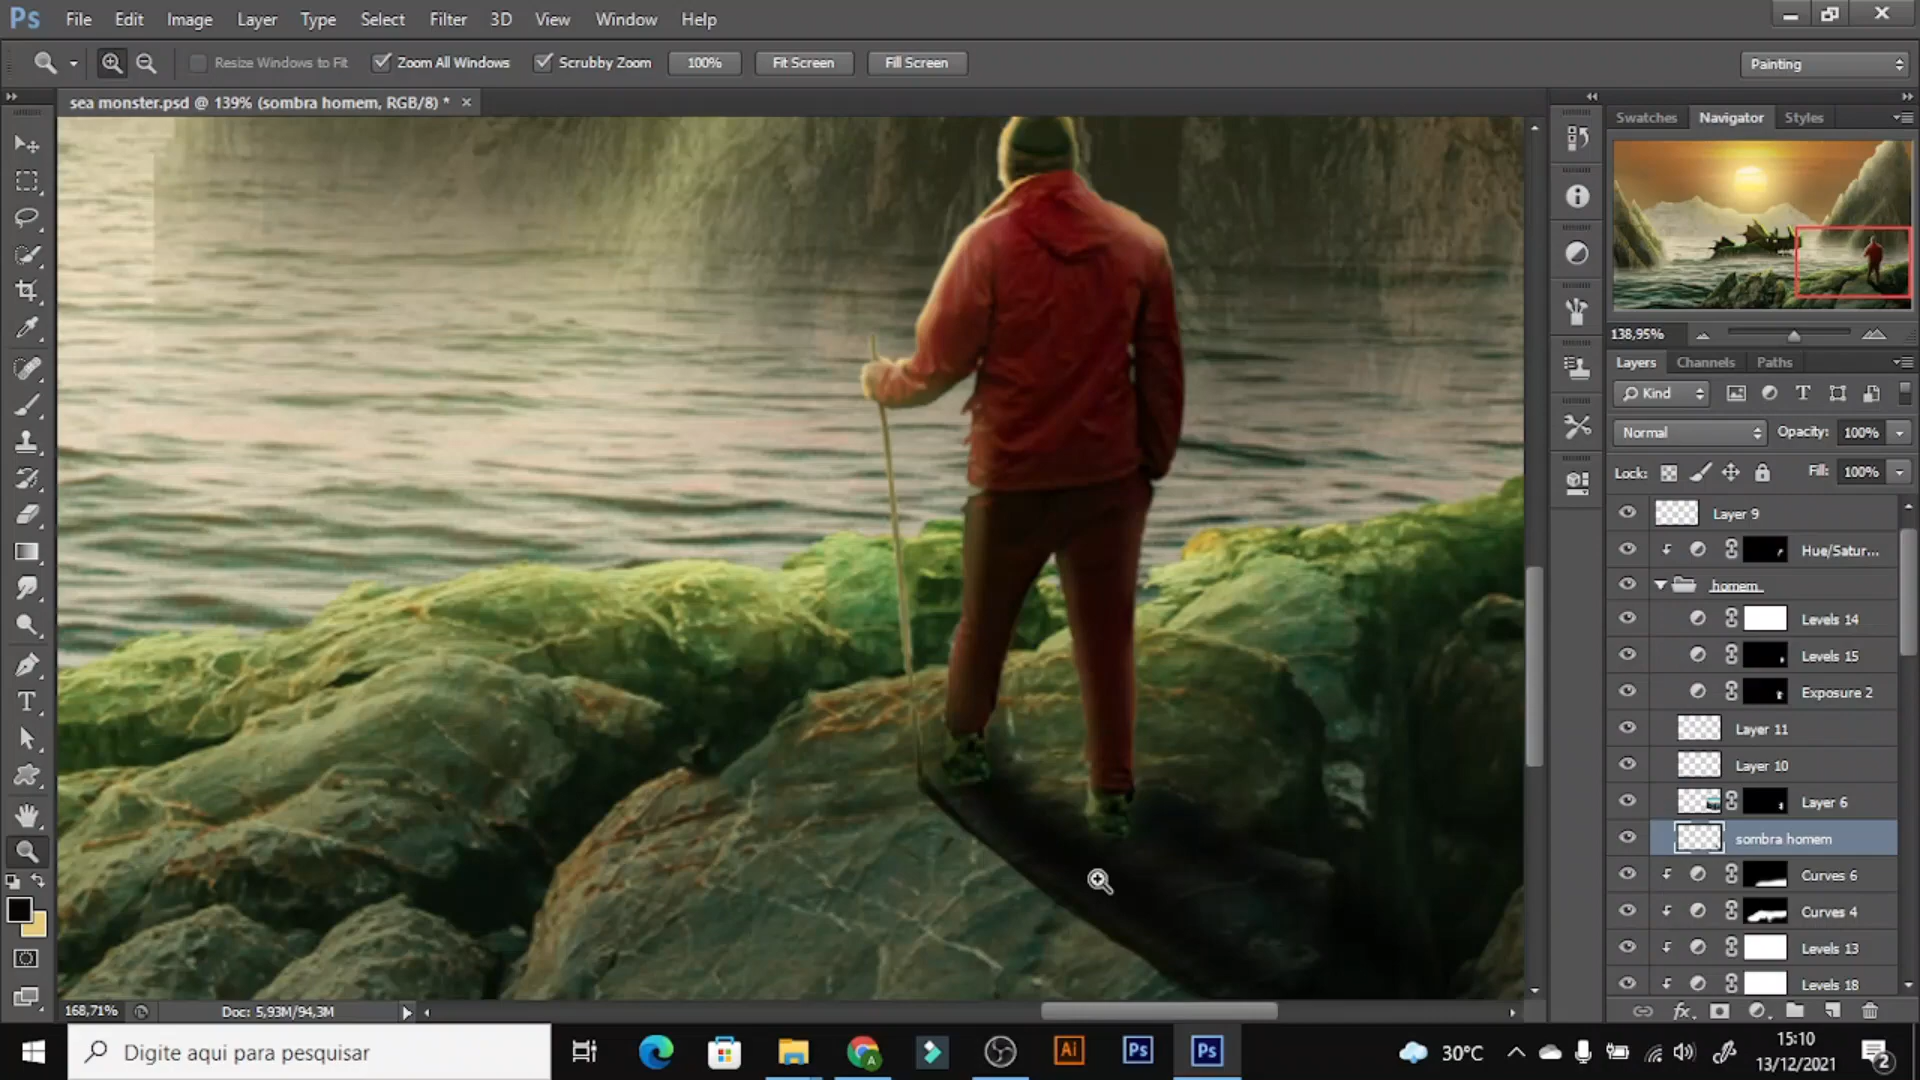 Ps File Edit Image Layer Type Select Filter 3D View Window Help
Resize Windows to Fit Zoom All Windows Scrubby Zoom 100% Fit Screen Fill Screen Painting
sea monster.psd @ 139% (sombra homem, RGB/8) *
Swatches Navigator Styles
138,95%
Layers Channels Paths
Kind
Normal Opacity: 100%
Lock: Fill: 100%
Layer 9
Hue/Satur...
homem
Levels 14
Levels 15
Exposure 2
Layer 11
Layer 10
Layer 6
sombra homem
Curves 6
Curves 4
Levels 13
Levels 18
168,71% Doc: 5,93M/94,3M
Digite aqui para pesquisar
Ai Ps Ps
30°C
15:10
13/12/2021
2